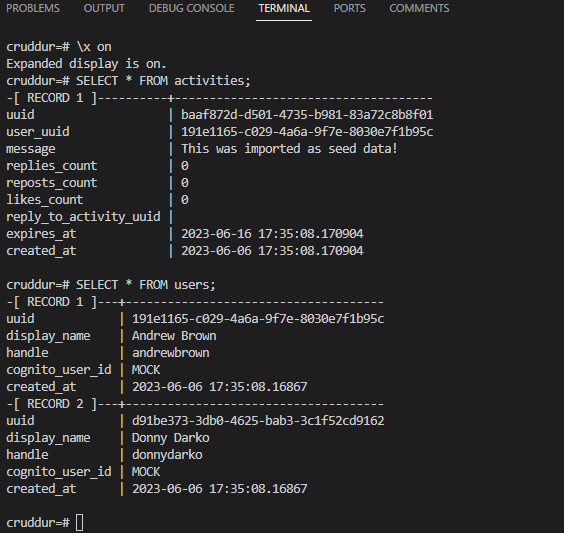 PROBLEMS OUTPUT DEBUG CONSOLE TERMINAL PORTS COMMENTS
cruddur=# \x on
Expanded display is on.
cruddur=# SELECT * FROM activities;
-[ RECORD 1 ]----------+-------------------------------------
uuid                   | baaf872d-d501-4735-b981-83a72c8b8f01
user_uuid              | 191e1165-c029-4a6a-9f7e-8030e7f1b95c
message                | This was imported as seed data!
replies_count          | 0
reposts_count          | 0
likes_count            | 0
reply_to_activity_uuid |
expires_at             | 2023-06-16 17:35:08.170904
created_at             | 2023-06-06 17:35:08.170904
cruddur=# SELECT * FROM users;
-[ RECORD 1 ]---+-------------------------------------
uuid            | 191e1165-c029-4a6a-9f7e-8030e7f1b95c
display_name    | Andrew Brown
handle          | andrewbrown
cognito_user_id | MOCK
created_at      | 2023-06-06 17:35:08.16867
-[ RECORD 2 ]---+-------------------------------------
uuid            | d91be373-3db0-4625-bab3-3c1f52cd9162
display_name    | Donny Darko
handle          | donnydarko
cognito_user_id | MOCK
created_at      | 2023-06-06 17:35:08.16867
cruddur=#